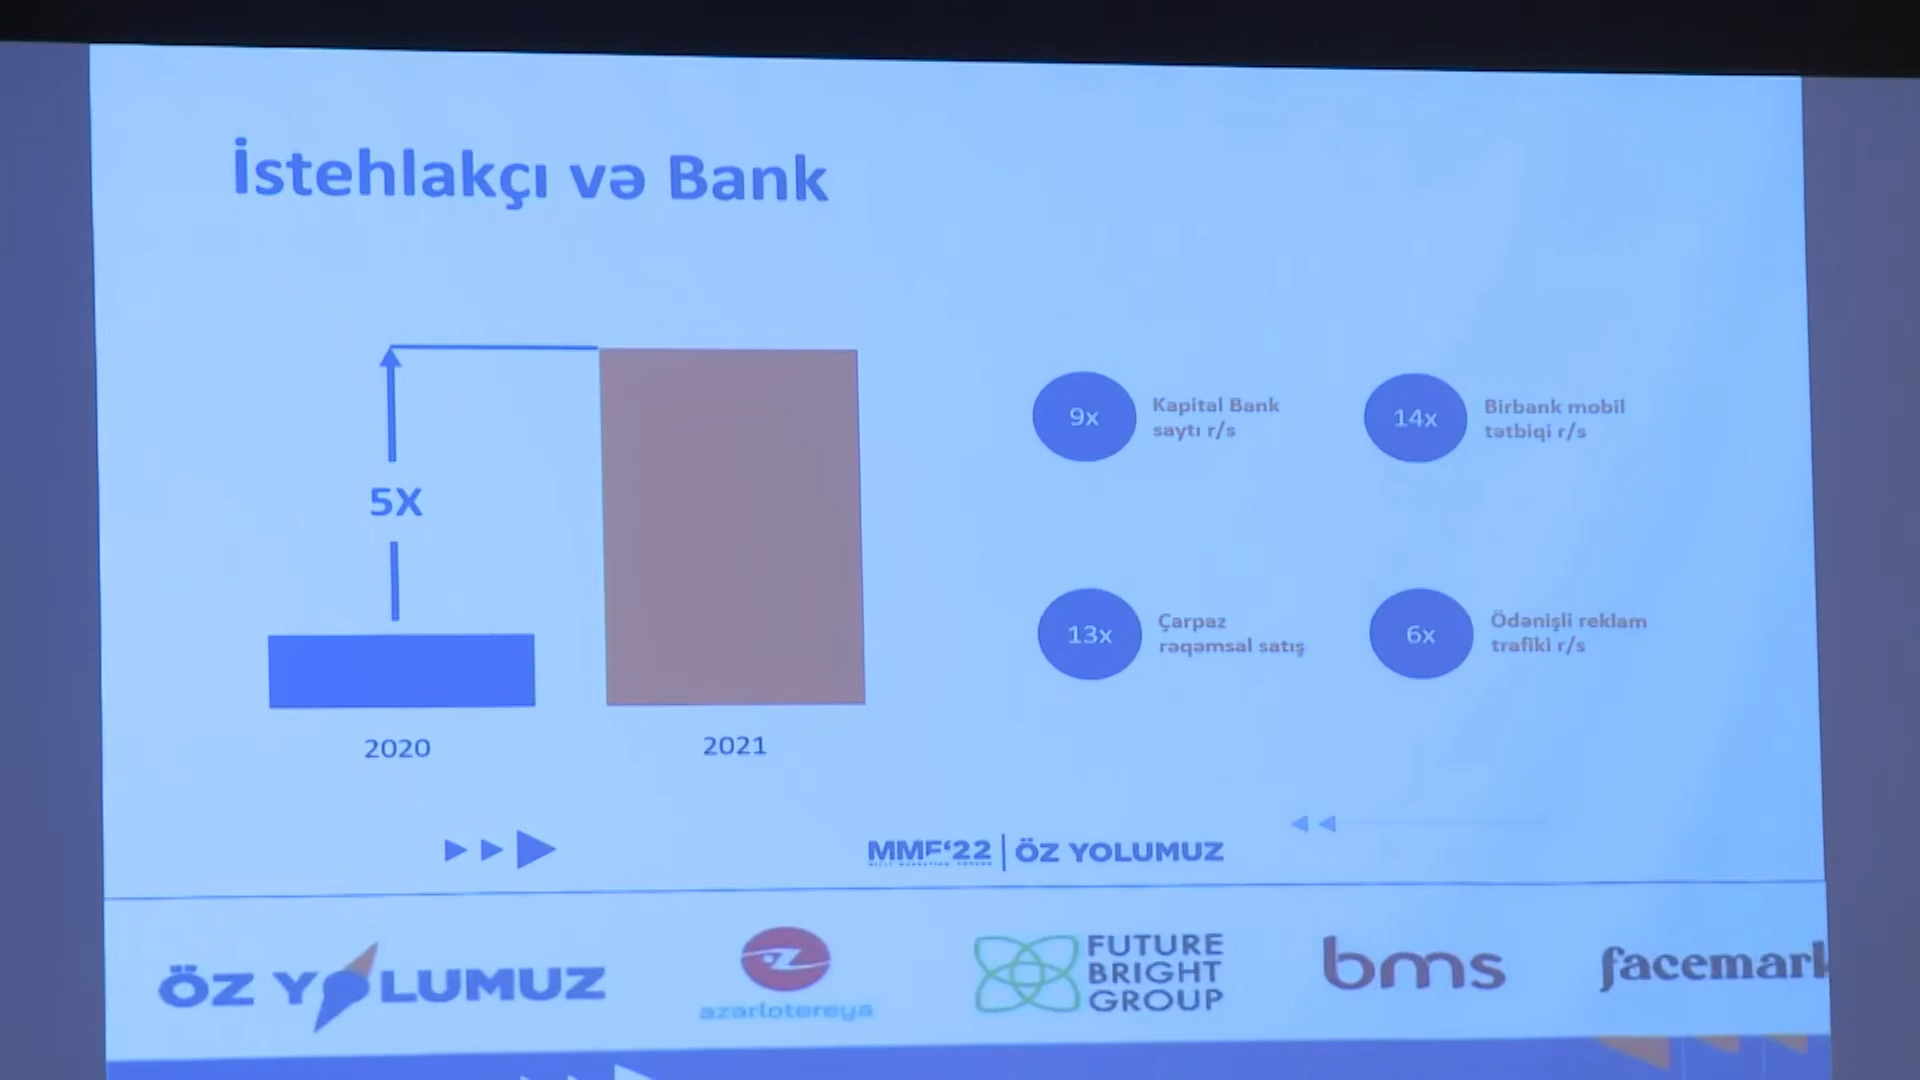 İstehlakçı və Bank
5X
2020
2021
9x
Kapital Bank
saytı r/s
14x
Birbank mobil
tətbiqi r/s
13x
Çarpaz
rəqəmsal satış
6x
Ödənişli reklam
trafiki r/s
MMF‘22 | ÖZ YOLUMUZ
ÖZ YOLUMUZ
azərlotereya
FUTURE
BRIGHT
GROUP
bms
facemark